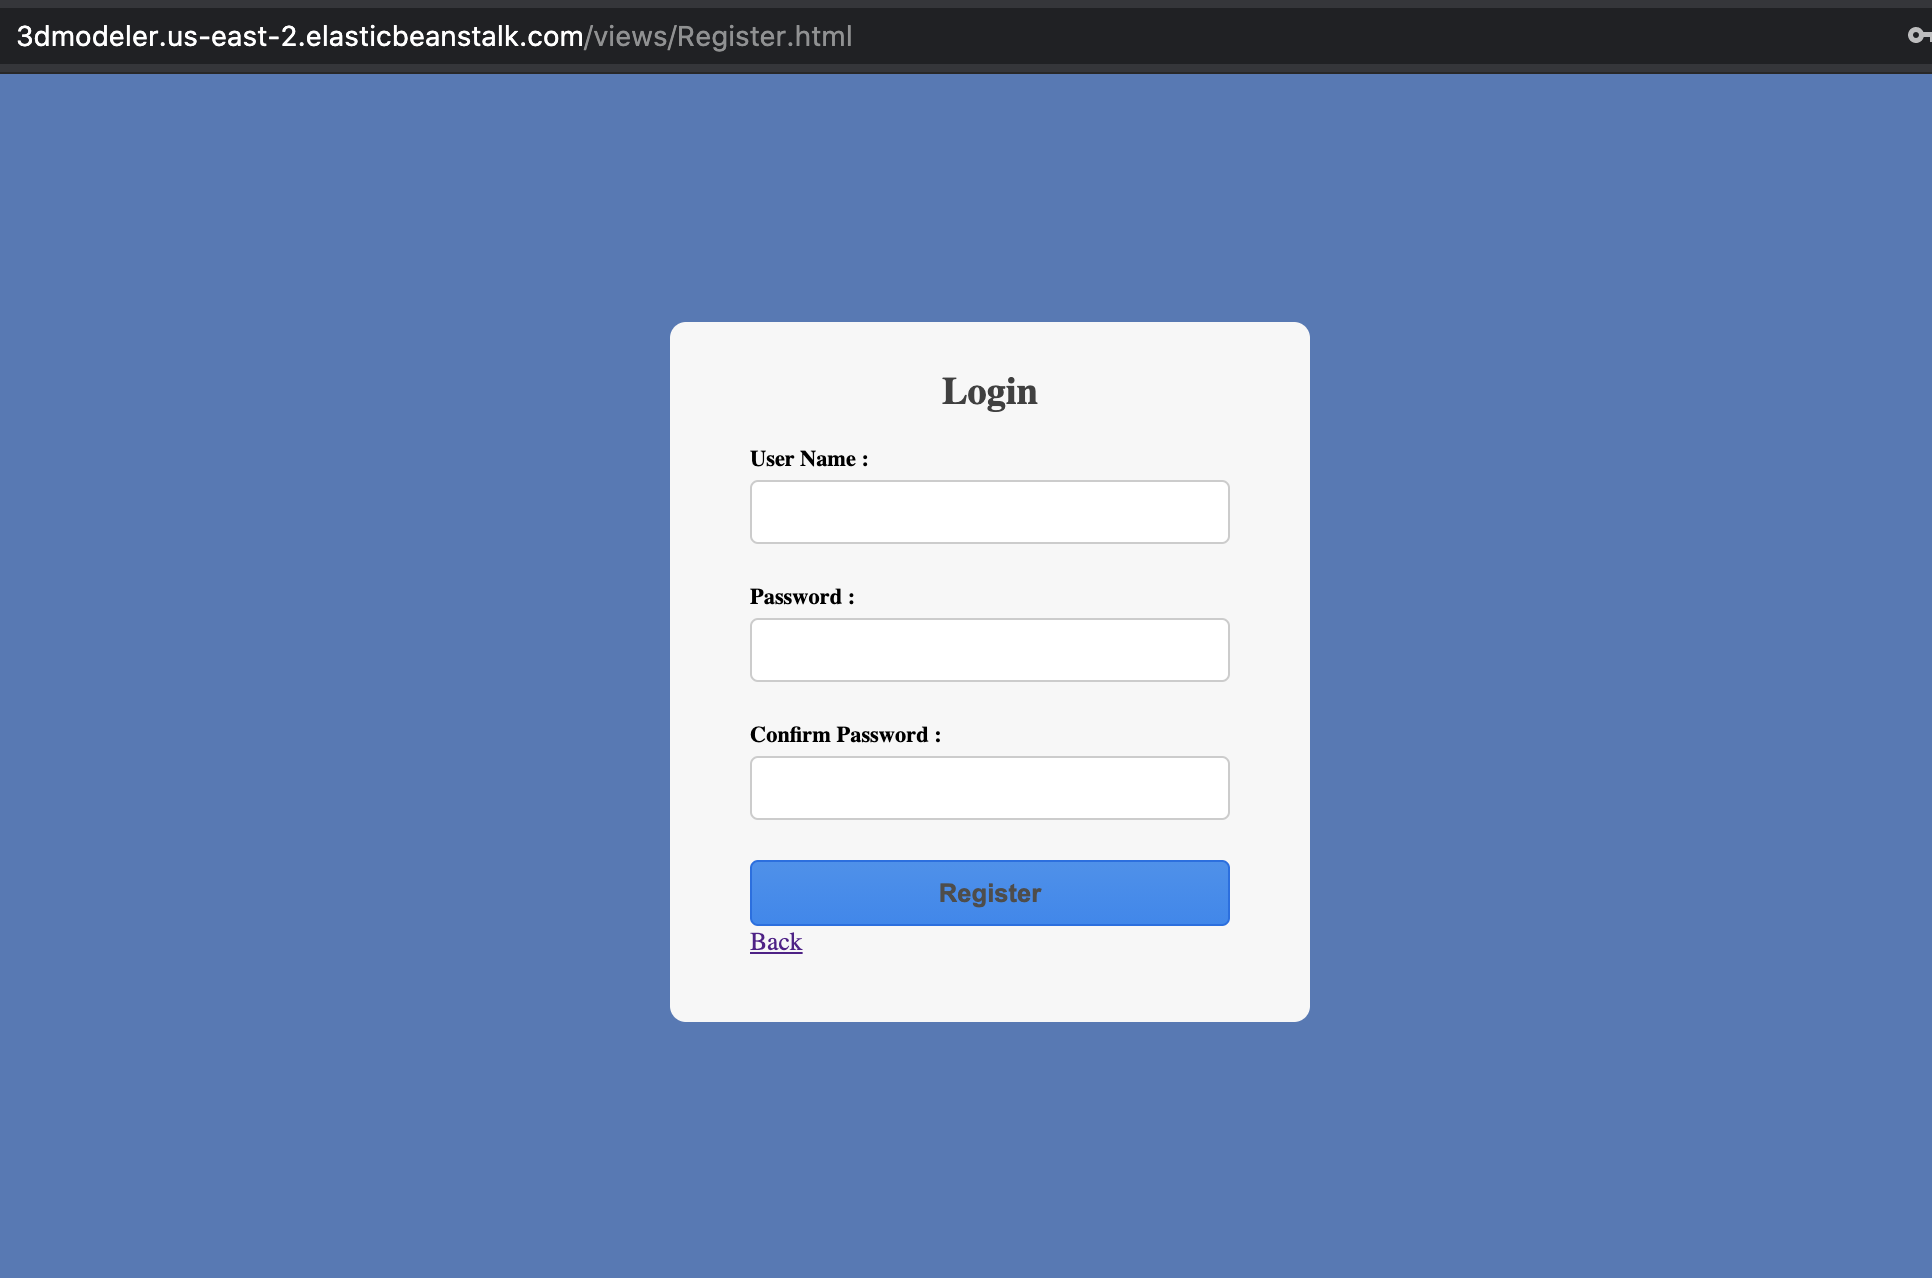 3dmodeler.us-east-2.elasticbeanstalk.com/views/Register.html
Login
User Name :
Password :
Confirm Password :
Register
Back